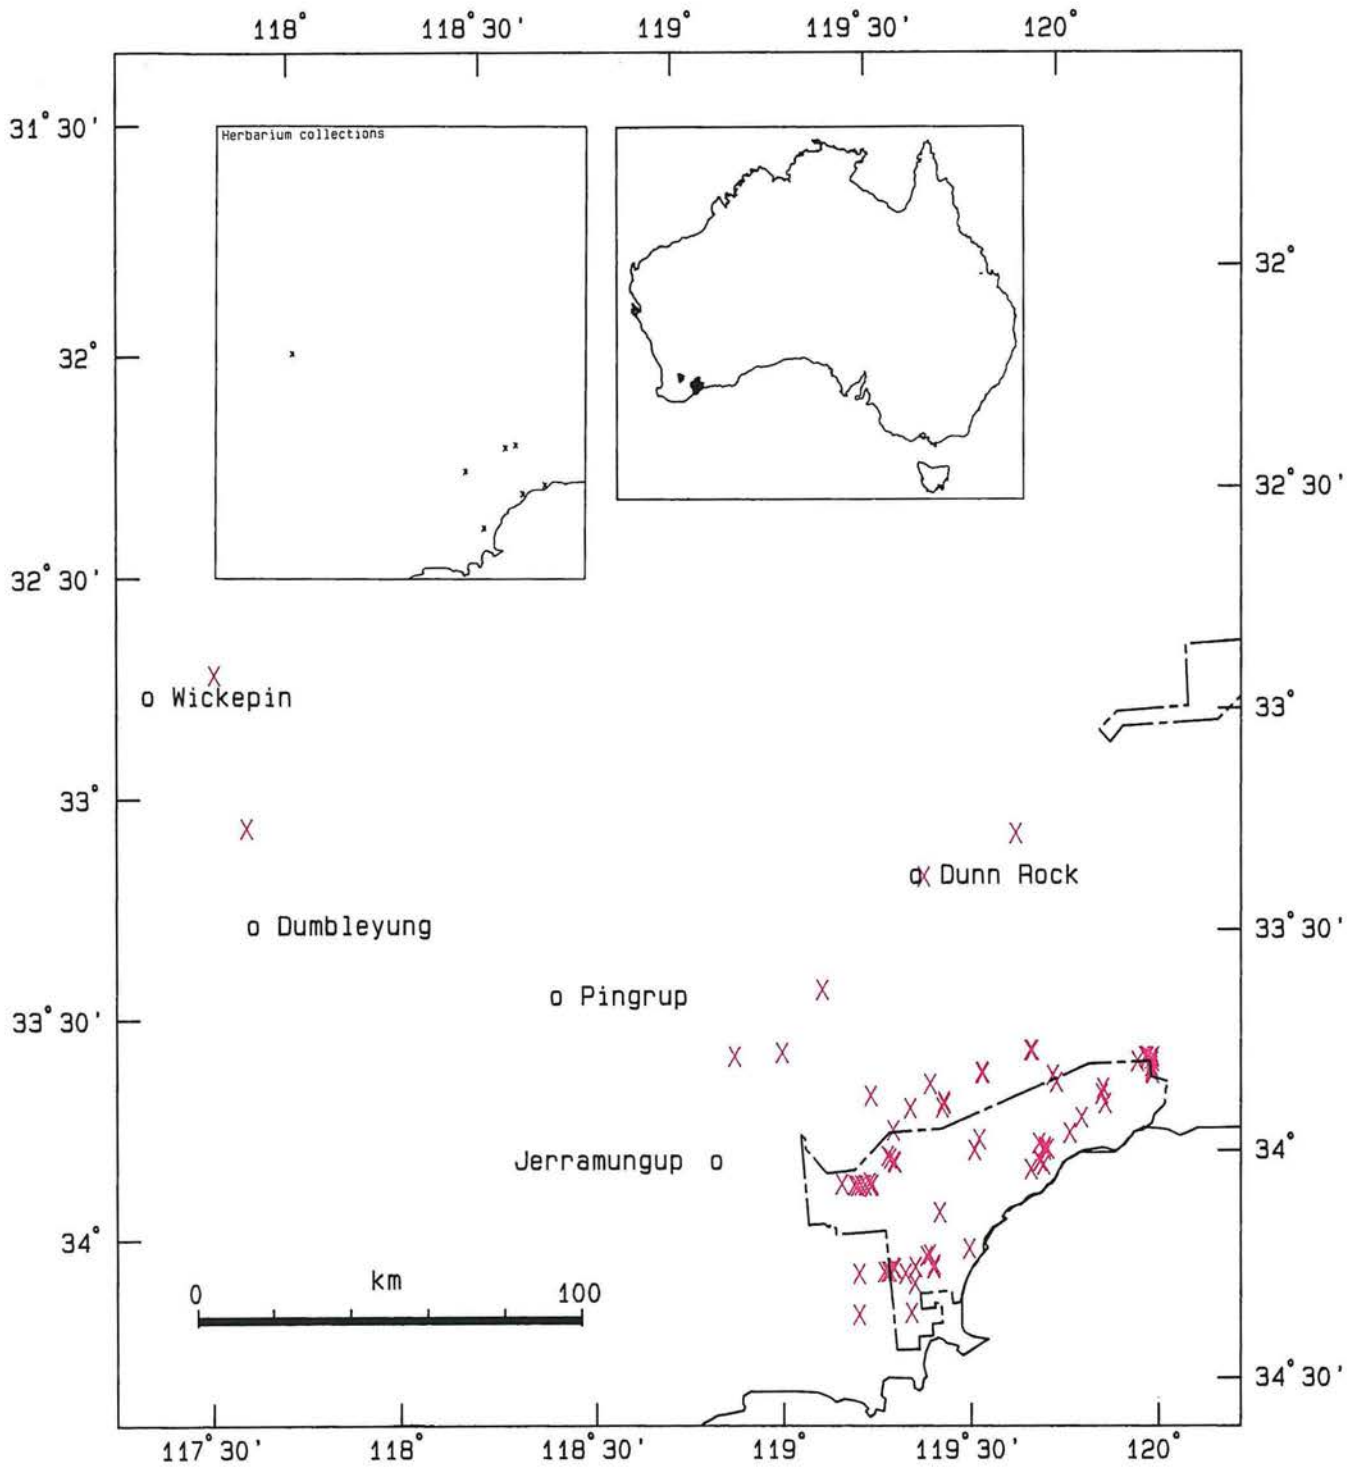 118° 118°30' 119° 119°30' 120°
31°30'
Herbarium collections
32°
32°
32°30'
32°30'
o Wickepin
33°
33°
Dunn Rock
o Dumbleyung
33°30'
o Pingrup
33°30'
34°
Jerramungup o
34°
0 km 100
34°30'
117°30' 118° 118°30' 119° 119°30' 120°